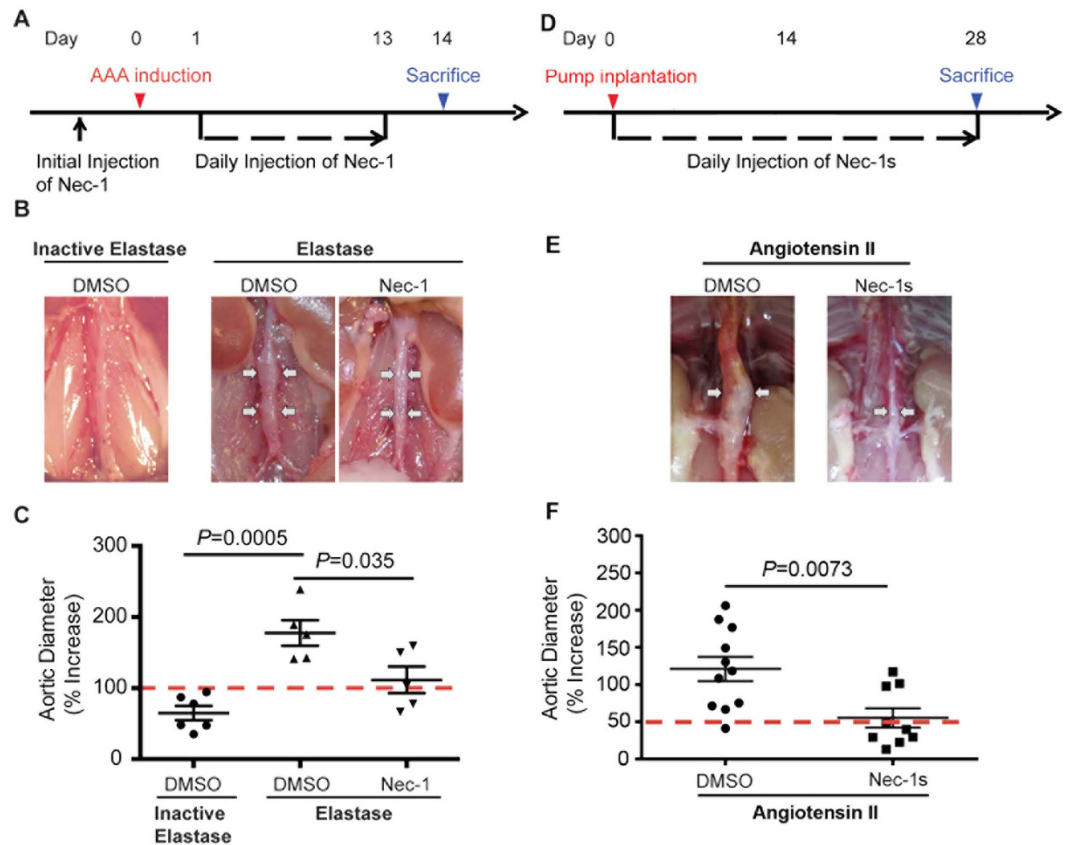 A
Day 0 1 13 14
AAA induction
Sacrifice
Initial Injection
of Nec-1
Daily Injection of Nec-1
D
Day 0 14 28
Pump inplantation
Sacrifice
Daily Injection of Nec-1s
B
Inactive Elastase
Elastase
DMSO
DMSO
Nec-1
E
Angiotensin II
DMSO
Nec-1s
C
Aortic Diameter
(% Increase)
300
200
100
0
P=0.0005
P=0.035
DMSO
DMSO
Nec-1
Inactive
Elastase
Elastase
F
Aortic Diameter
(% Increase)
300
250
200
150
100
50
0
P=0.0073
DMSO
Nec-1s
Angiotensin II